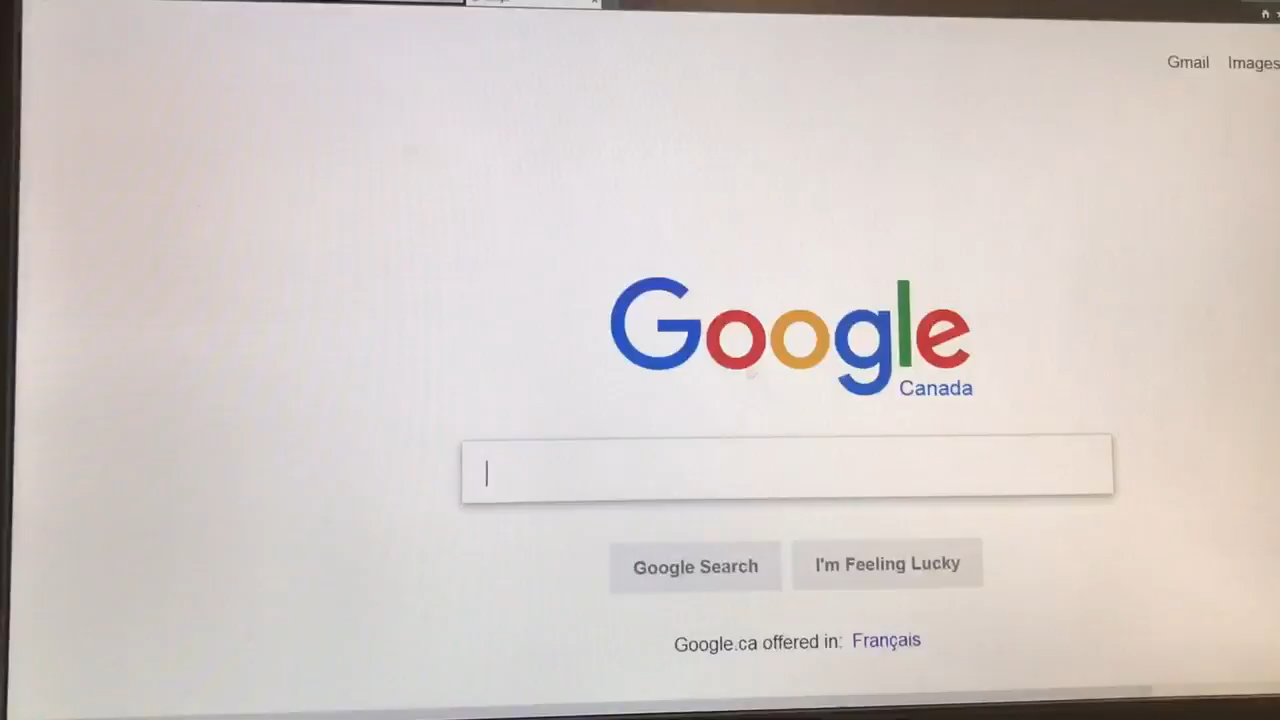 Gmail Images
Google
Canada
Google Search I'm Feeling Lucky
Google.ca offered in: Français